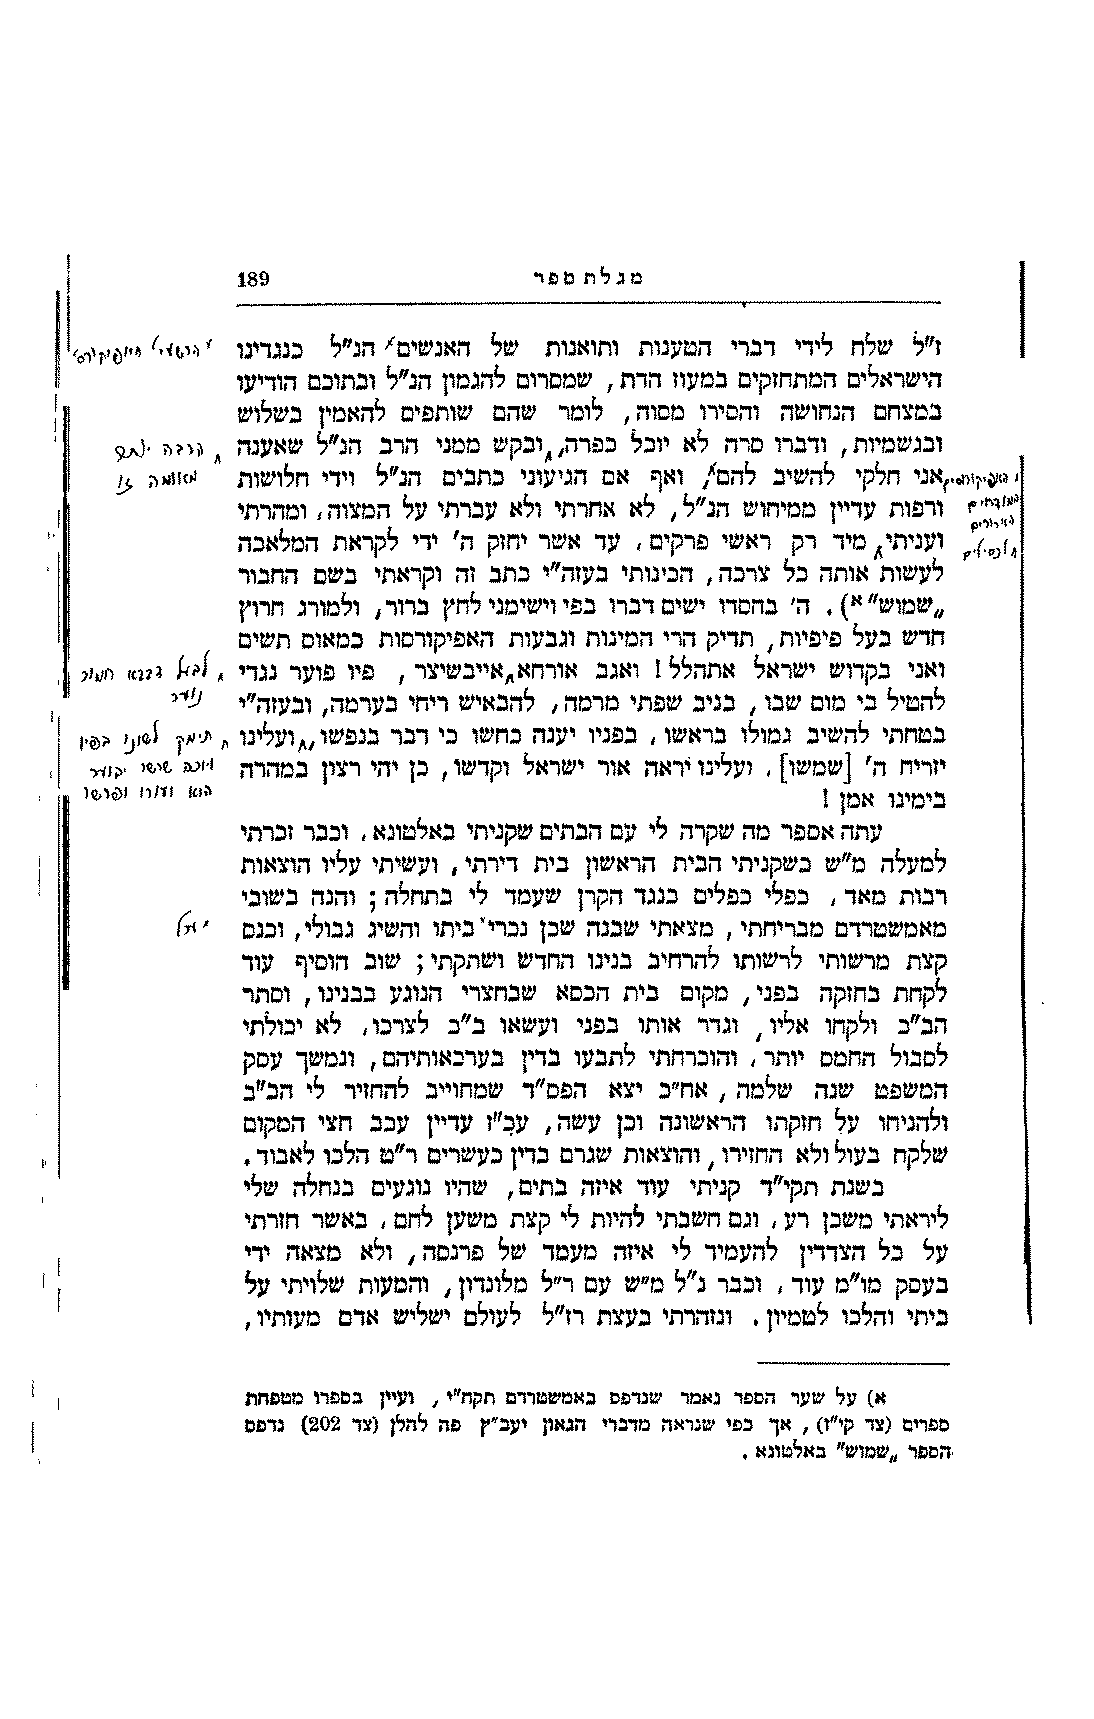 189 מגלת ספר
ז"ל שלח לידי דברי הטענות ותואנות של האנשים הנ"ל כנגדינו
הישראלים המתחזקים במעוז הדת, שמסרום להגמון הנ"ל ובתוכם הודיעו
במצחם הנחושה והסירו מסוה, לומר שהם שותפים להאמין בשלוש
ובגשמיות, ודברו סרה לא יוכל כפרה, ובקש ממני הרב הנ"ל שאענה
אני חלקי להשיב להם, ואף אם הגיעוני כתבים הנ"ל וידי חלושות
ורפות עדיין ממיחוש הנ"ל, לא אחרתי ולא עברתי על המצוה, ומהרתי
ועניתי מיד רק ראשי פרקים, עד אשר יחזק ה' ידי לקראת המלאכה
לעשות אותה כל צרכה, הכינותי בעזה"י כתב זה וקראתי בשם החבור
„שמוש" א). ה' בחסדו ישים דברו בפי וישימני לחץ ברור, ולמורג חרוץ
חדש בעל פיפיות, תדיק הרי המינות וגבעות האפיקורסות כמאום תשים
ואני בקדוש ישראל אתהלל! ואגב אורחא אייבשיצר, פיו פוער נגדי
להטיל בי מום שבו, בניב שפתי מרמה, להבאיש ריחי בערמה, ובעזה"י
בטחתי להשיב גמולו בראשו, בפניו יענה כחשו כי דבר בנפשו, ועלינו
יזריח ה' [שמשו], ועלינו יראה אור ישראל וקדשו, כן יהי רצון במהרה
בימינו אמן!
עתה אספר מה שקרה לי עם הבתים שקניתי באלטונא, וכבר זכרתי
למעלה מ"ש בשקניתי הבית הראשון בית דירתי, ועשיתי עליו הוצאות
רבות מאד, כפלי כפלים כנגד הקרן שעמד לי בתחלה; והנה בשובי
מאמשטרדם מבריחתי, מצאתי שבנה שכן נכרי ביתו והשיג גבולי, וכנס
קצת מרשותי לרשותו להרחיב בנינו החדש ושתקתי; שוב הוסיף עוד
לקחת בחזקה בפני, מקום בית הכסא שבחצרי הנוגע בבנינו, וסתר
הב"כ ולקחו אליו, וגדר אותו בפני ועשאו ב"כ לצרכו, לא יכולתי
לסבול החמס יותר, והוכרחתי לתבעו בדין בערכאותיהם, ונמשך עסק
המשפט שנה שלמה, אח"כ יצא הפס"ד שמחוייב להחזיר לי הב"כ
ולהניחו על חזקתו הראשונה וכן עשה, עכ"ז עדיין עכב חצי המקום
שלקח בעול ולא החזירו, והוצאות שגרם בדין כעשרים ר"ט הלכו לאבוד.
בשנת תקי"ד קניתי עוד איזה בתים, שהיו נוגעים בנחלה שלי
ליראתי משכן רע, וגם חשבתי להיות לי קצת משען לחם, באשר חזרתי
על כל הצדדין להעמיד לי איזה מעמד של פרנסה, ולא מצאה ידי
בעסק מו"מ עוד, וכבר נ"ל מ"ש עם ר"ל מלונדון, והמעות שלויתי על
ביתי והלכו לטמיון. ונזהרתי בעצת רז"ל לעולם ישליש אדם מעותיו,
א) על שער הספר נאמר שנדפס באמשטרדם תקח"י, ועיין בספרו מטפחת
ספרים (צד קי"ז), אך כפי שנראה מדברי הגאון יעב"ץ פה להלן (צד 202) נדפס
הספר „שמוש" באלטונא.